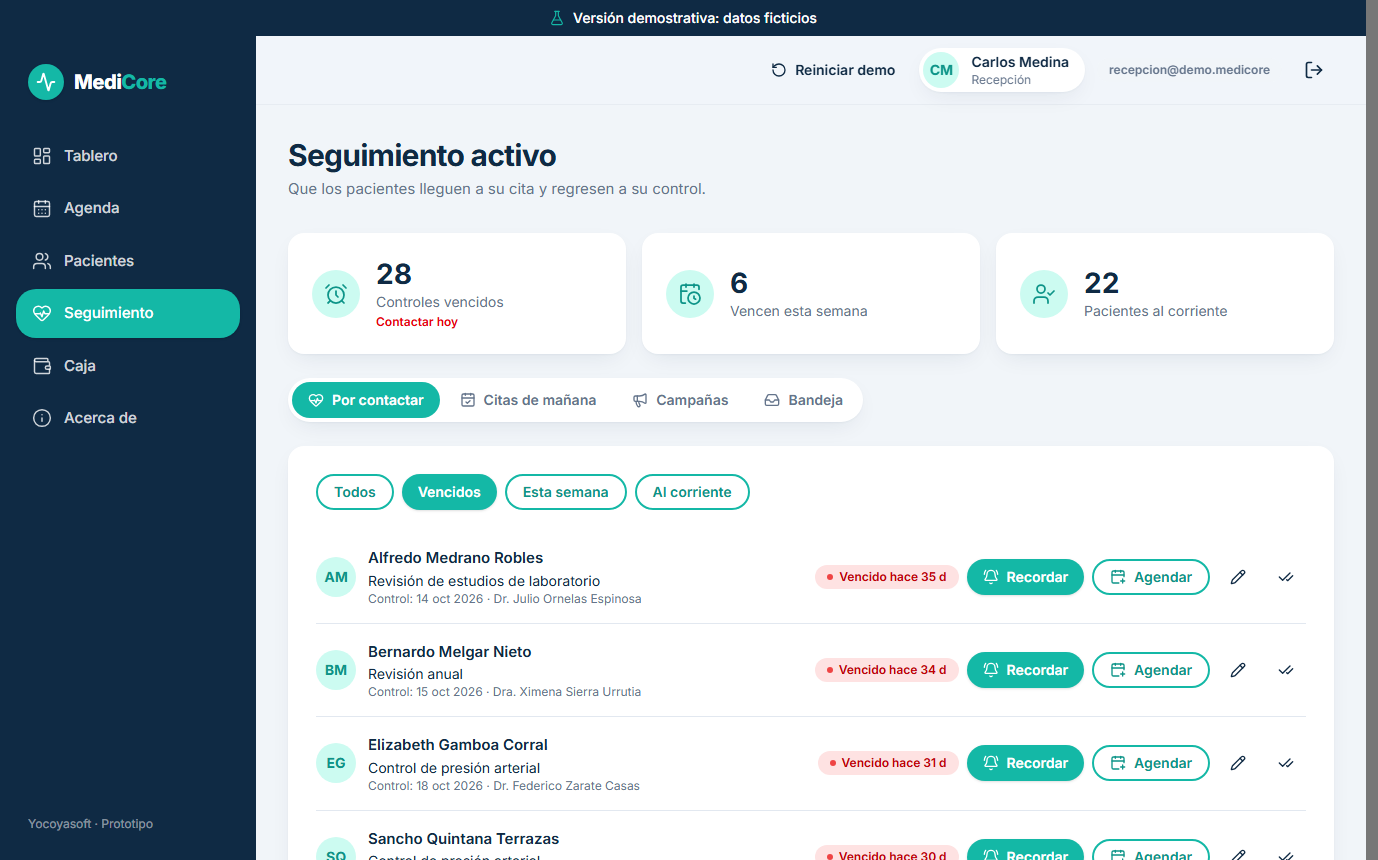 Versión demostrativa: datos ficticios
MediCore
Reiniciar demo
CM
Carlos Medina
Recepción
recepcion@demo.medicore
Tablero
Agenda
Pacientes
Seguimiento
Caja
Acerca de
Yocoyasoft · Prototipo
Seguimiento activo
Que los pacientes lleguen a su cita y regresen a su control.
28
Controles vencidos
Contactar hoy
6
Vencen esta semana
22
Pacientes al corriente
Por contactar
Citas de mañana
Campañas
Bandeja
Todos
Vencidos
Esta semana
Al corriente
AM
Alfredo Medrano Robles
Revisión de estudios de laboratorio
Control: 14 oct 2026 · Dr. Julio Ornelas Espinosa
Vencido hace 35 d
Recordar
Agendar
BM
Bernardo Melgar Nieto
Revisión anual
Control: 15 oct 2026 · Dra. Ximena Sierra Urrutia
Vencido hace 34 d
Recordar
Agendar
EG
Elizabeth Gamboa Corral
Control de presión arterial
Control: 18 oct 2026 · Dr. Federico Zarate Casas
Vencido hace 31 d
Recordar
Agendar
SQ
Sancho Quintana Terrazas
Control de presión arterial
Vencido hace 30 d
Recordar
Agendar